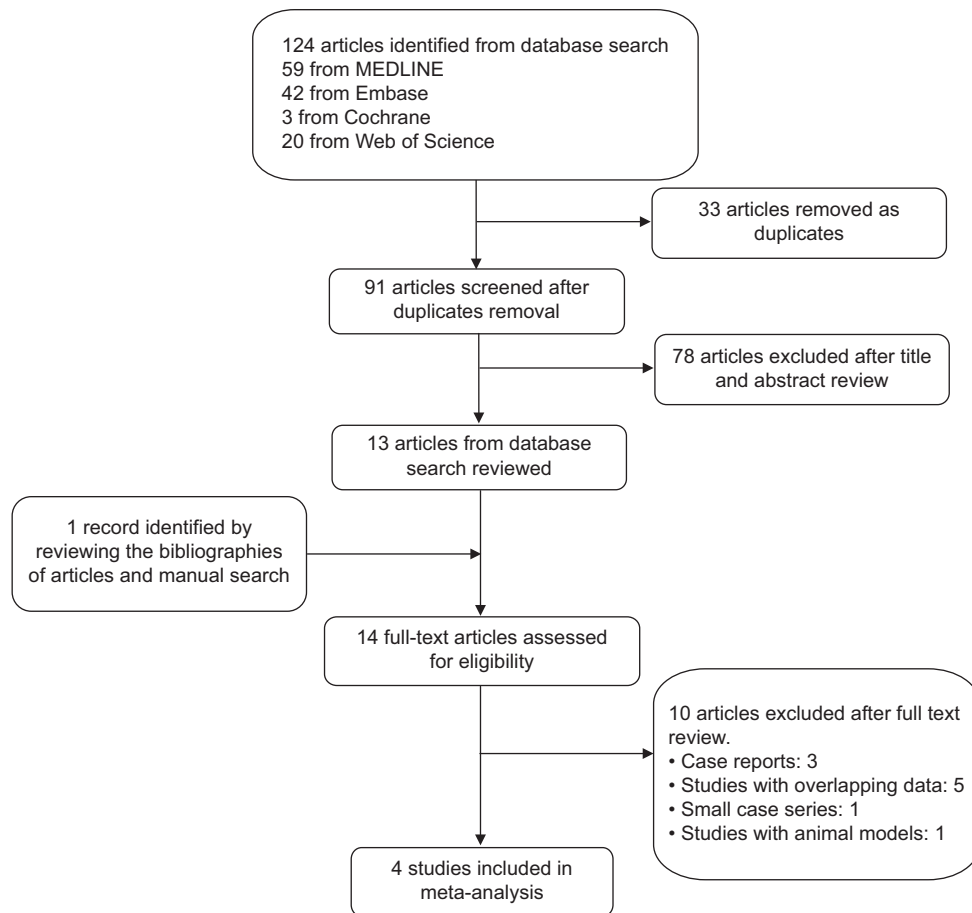 124 articles identified from database search
59 from MEDLINE
42 from Embase
3 from Cochrane
20 from Web of Science
33 articles removed as
duplicates
91 articles screened after
duplicates removal
78 articles excluded after title
and abstract review
13 articles from database
search reviewed
1 record identified by
reviewing the bibliographies
of articles and manual search
14 full-text articles assessed
for eligibility
10 articles excluded after full text
review.
• Case reports: 3
• Studies with overlapping data: 5
• Small case series: 1
• Studies with animal models: 1
4 studies included in
meta-analysis